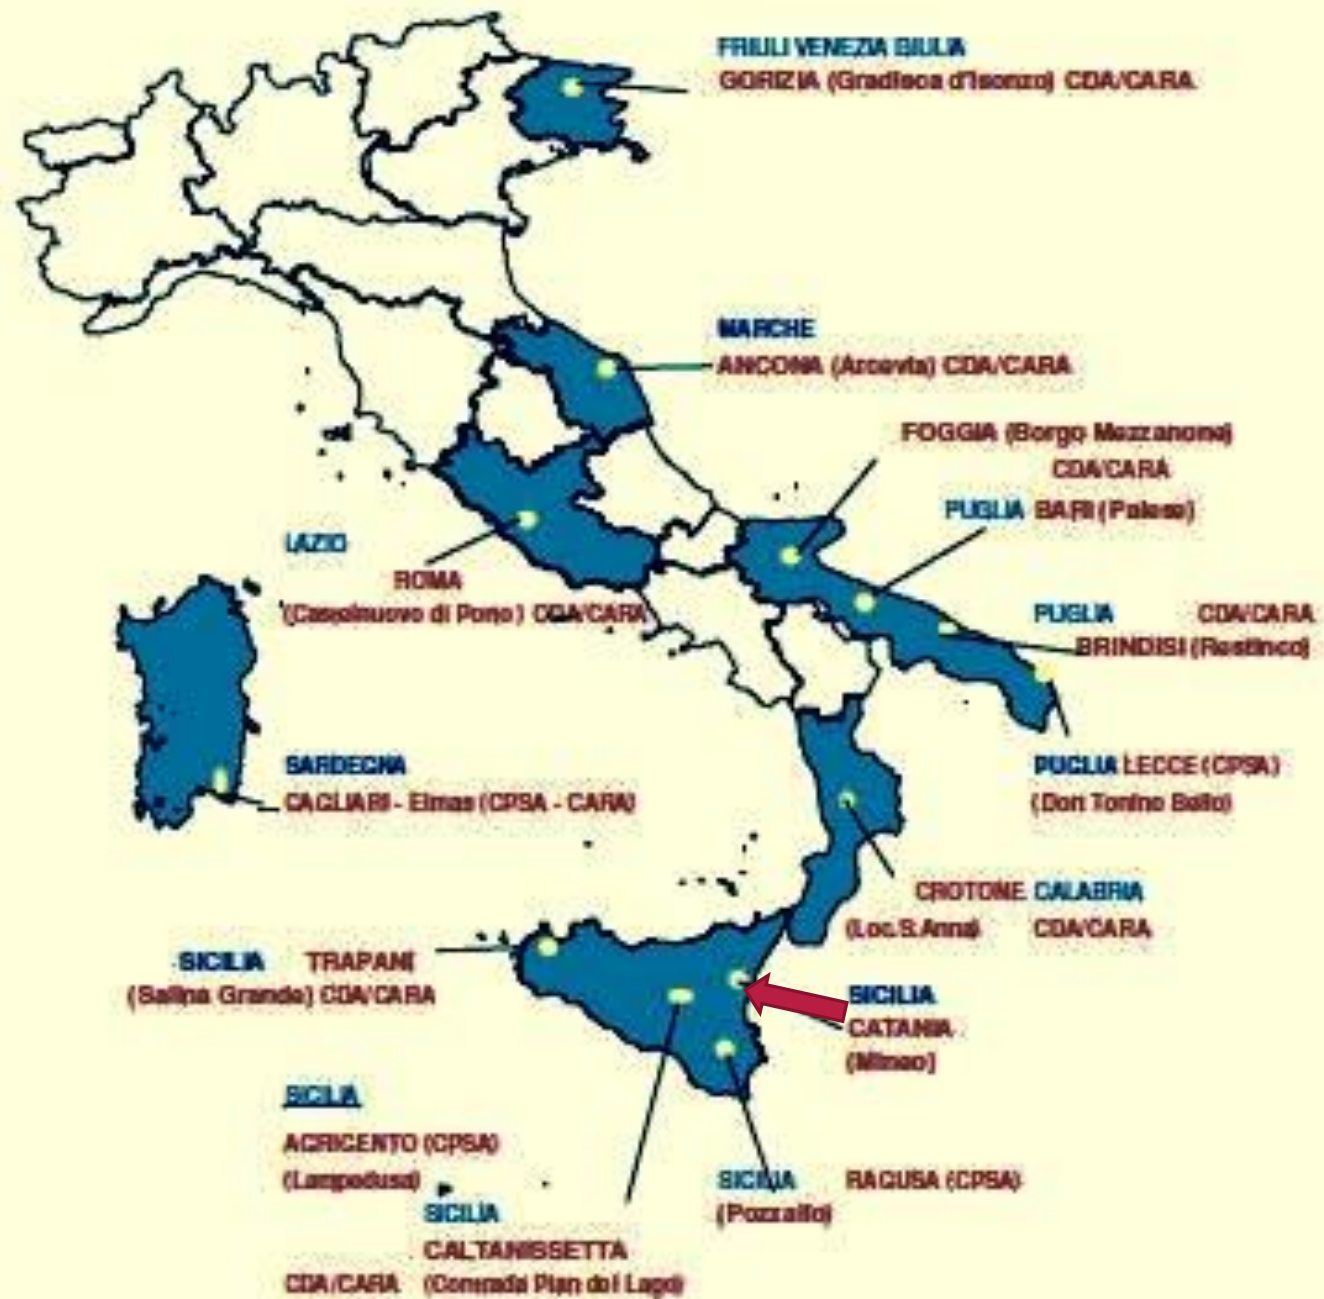 FRIULI VENEZIA GIULIA
GORIZIA (Gradisca d'Isonzo) CDA/CARA
MARCHE
ANCONA (Arcevia) CDA/CARA
FOGGIA (Borgo Mezzanone)
CDA/CARA
PUGLIA BARI (Palese)
LAZIO
ROMA
(Casselnuovo di Porto) CDA/CARA
PUGLIA CDA/CARA
BRINDISI (Restinco)
SARDEGNA
CAGLIARI - Elmas (CPSA - CARA)
PUGLIA LECCE (CPSA)
(Don Tonino Bello)
CROTONE CALABRIA
(Loc. S. Anna) CDA/CARA
SICILIA TRAPANI
(Salina Grande) CDA/CARA
SICILIA
CATANIA
(Mineo)
SICILIA
AGRIGENTO (CPSA)
(Lampedusa)
SICILIA RAGUSA (CPSA)
(Pozzallo)
SICILIA
CALTANISSETTA
CDA/CARA (Contrada Pian del Lago)